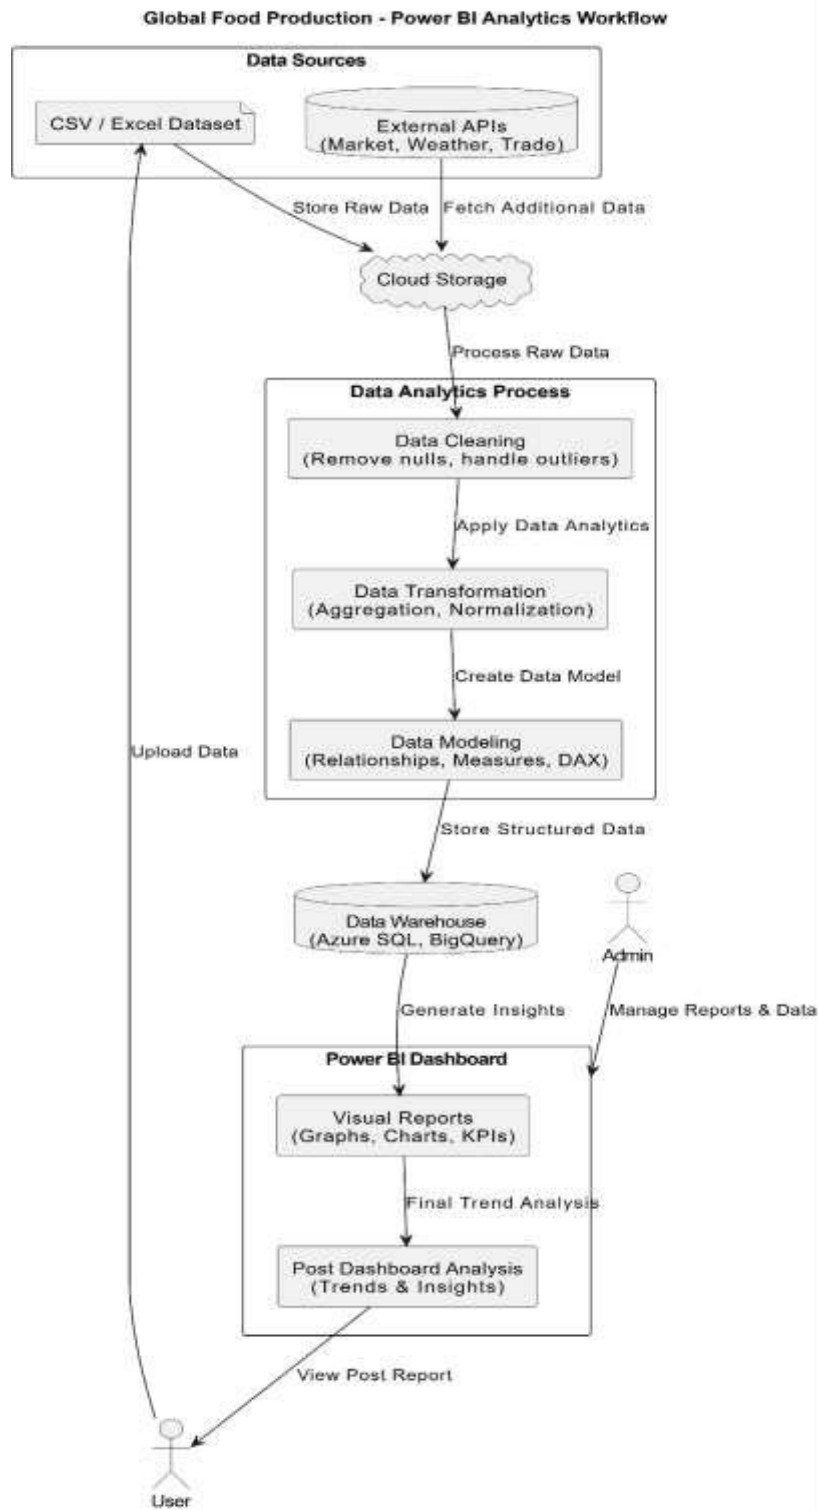 Global Food Production - Power BI Analytics Workflow
Data Sources
CSV / Excel Dataset
External APIs
(Market, Weather, Trade)
Store Raw Data
Fetch Additional Data
Cloud Storage
Process Raw Data
Data Analytics Process
Data Cleaning
(Remove nulls, handle outliers)
Apply Data Analytics
Data Transformation
(Aggregation, Normalization)
Create Data Model
Data Modeling
(Relationships, Measures, DAX)
Upload Data
Store Structured Data
Data Warehouse
(Azure SQL, BigQuery)
Admin
Generate Insights
Manage Reports & Data
Power BI Dashboard
Visual Reports
(Graphs, Charts, KPIs)
Final Trend Analysis
Post Dashboard Analysis
(Trends & Insights)
View Post Report
User